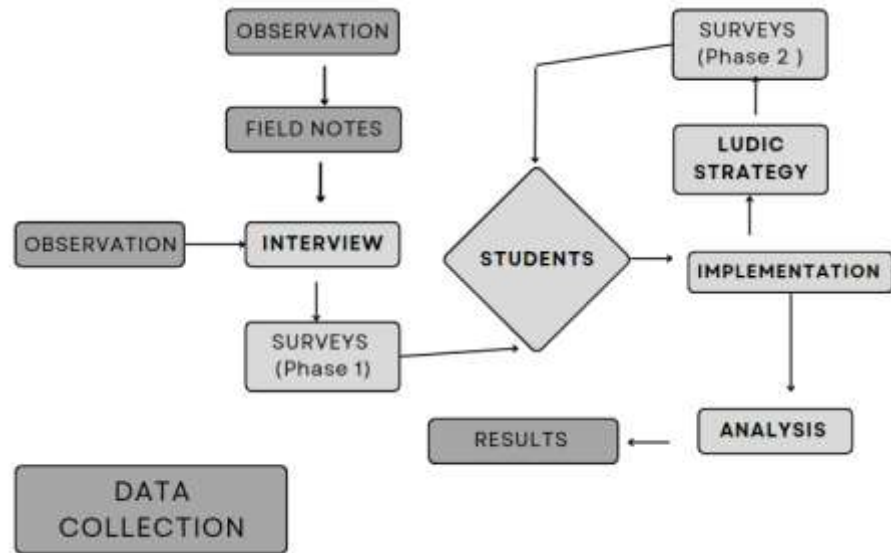 OBSERVATION
FIELD NOTES
OBSERVATION
INTERVIEW
SURVEYS
(Phase 1)
STUDENTS
SURVEYS
(Phase 2 )
LUDIC
STRATEGY
IMPLEMENTATION
ANALYSIS
RESULTS
DATA
COLLECTION